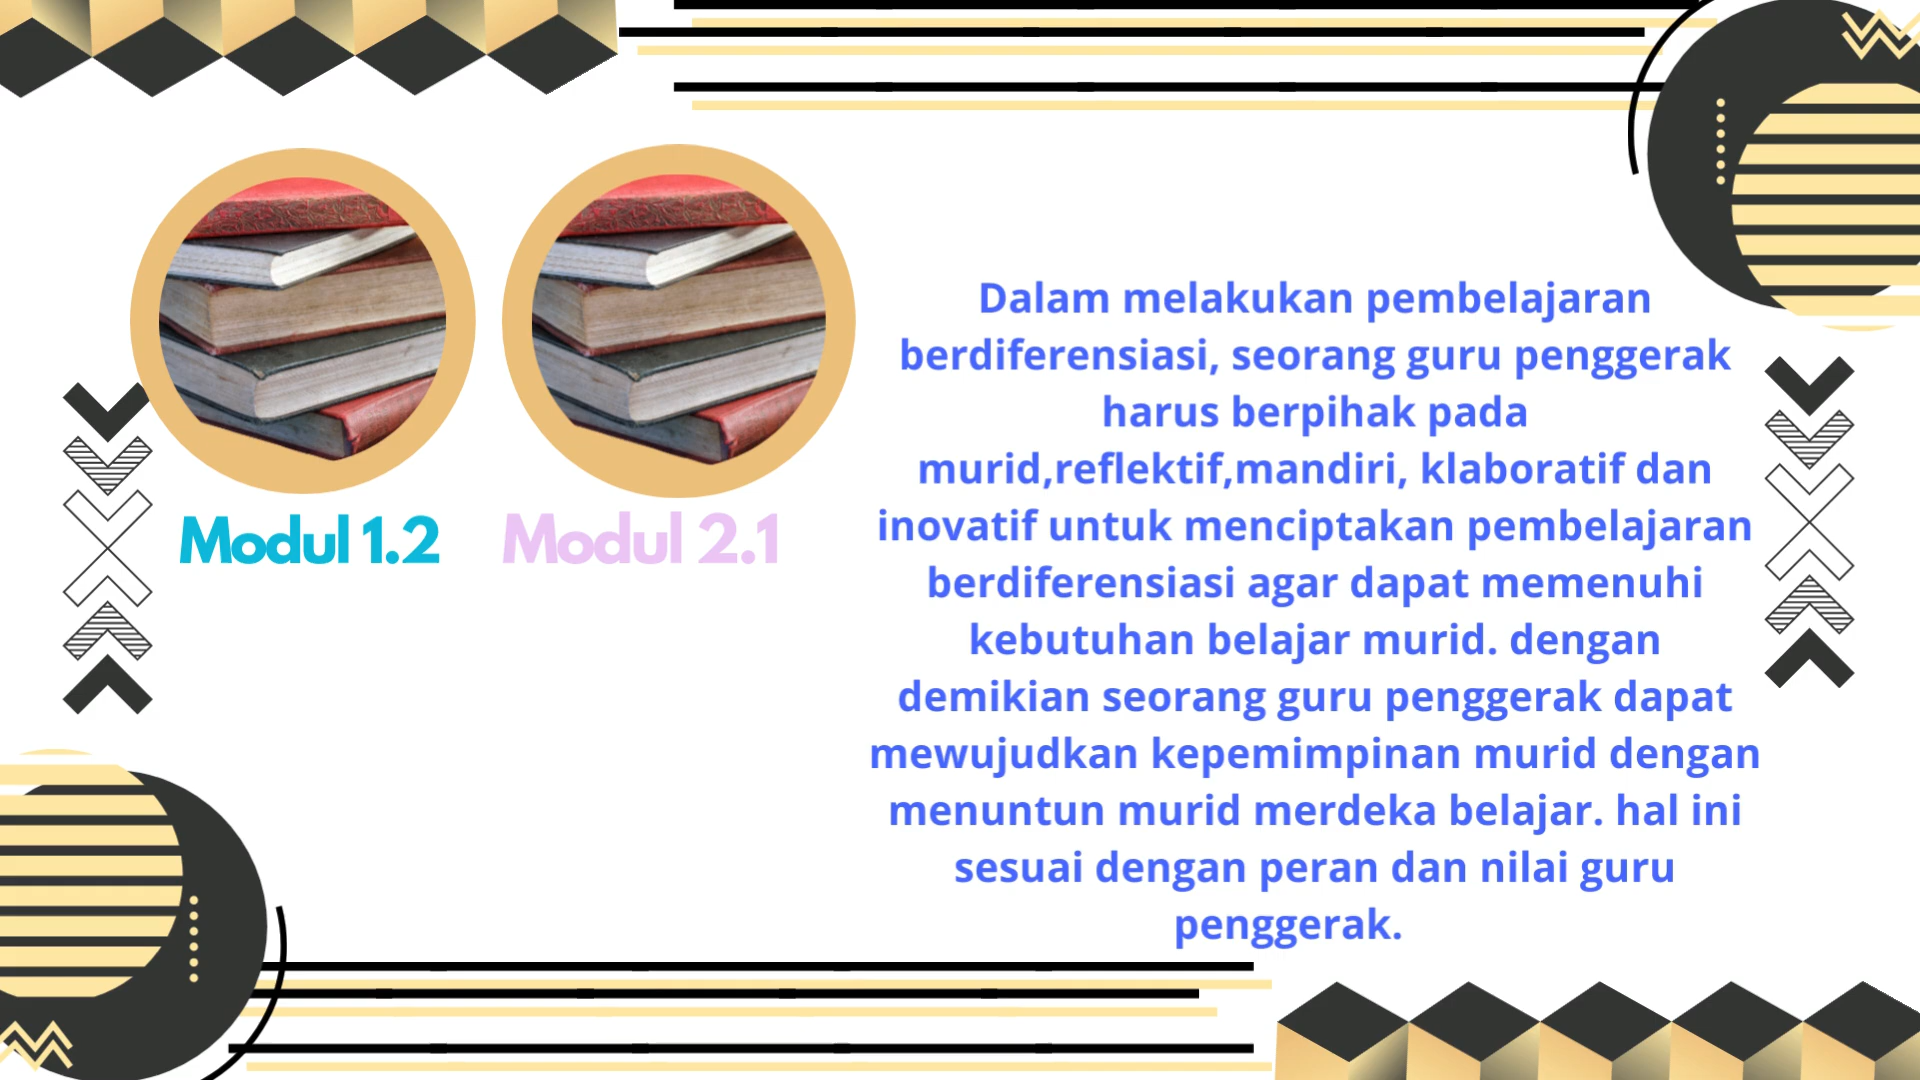 Modul 1.2
Modul 2.1
Dalam melakukan pembelajaran
berdiferensiasi, seorang guru penggerak
harus berpihak pada
murid,reflektif,mandiri, klaboratif dan
inovatif untuk menciptakan pembelajaran
berdiferensiasi agar dapat memenuhi
kebutuhan belajar murid. dengan
demikian seorang guru penggerak dapat
mewujudkan kepemimpinan murid dengan
menuntun murid merdeka belajar. hal ini
sesuai dengan peran dan nilai guru
penggerak.